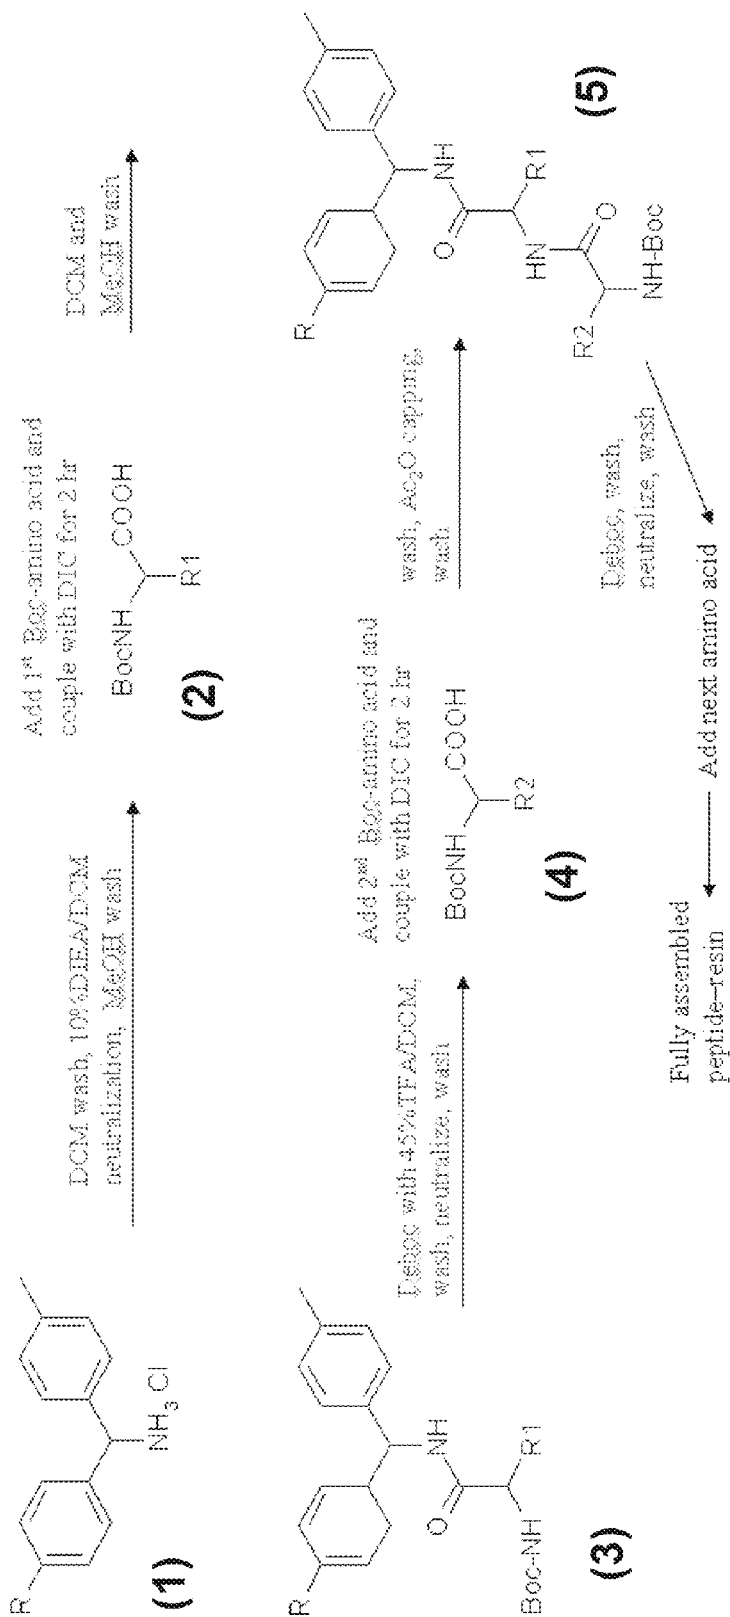 R
NH3 Cl
(1)
DCM wash, 10%DIEA/DCM
neutralization, MeOH wash
Add 1st Boc-amino acid and
couple with DIC for 2 hr
BocNH
COOH
R1
(2)
DCM and
MeOH wash
R
NH
O
R1
Boc-NH
(3)
Deboc with 45%TFA/DCM,
wash, neutralize, wash
Add 2nd Boc-amino acid and
couple with DIC for 2 hr
BocNH
COOH
R2
(4)
wash, Ac2O capping,
wash
R
NH
O
R1
HN
O
R2
NH-Boc
(5)
Deboc, wash,
neutralize, wash
Add next amino acid
Fully assembled
peptide–resin